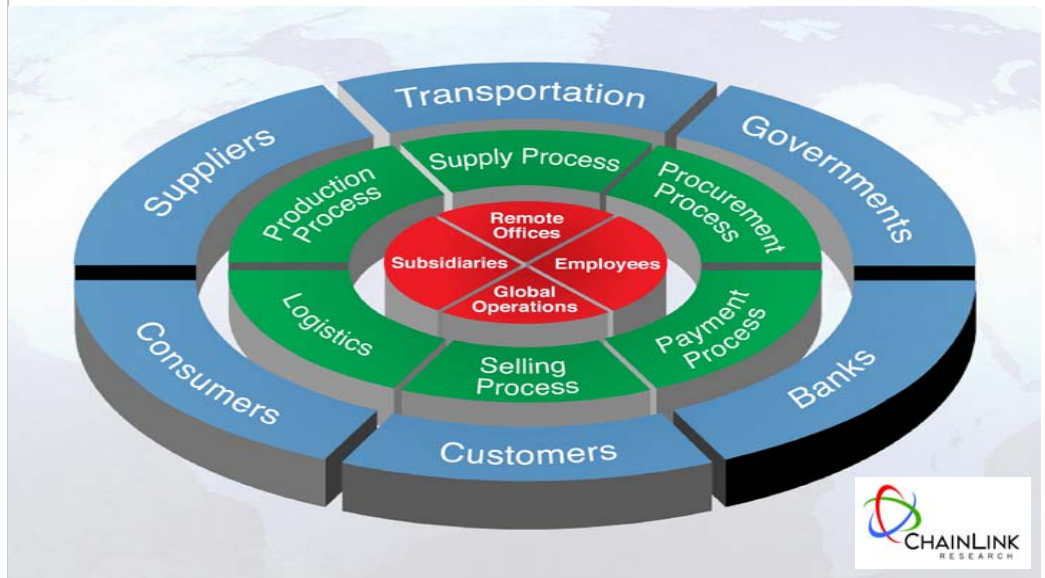 Transportation
Suppliers
Governments
Supply Process
Production
Process
Procurement
Process
Remote
Offices
Subsidiaries
Employees
Global
Operations
Logistics
Payment
Process
Selling
Process
Consumers
Banks
Customers
CHAINLINK
RESEARCH